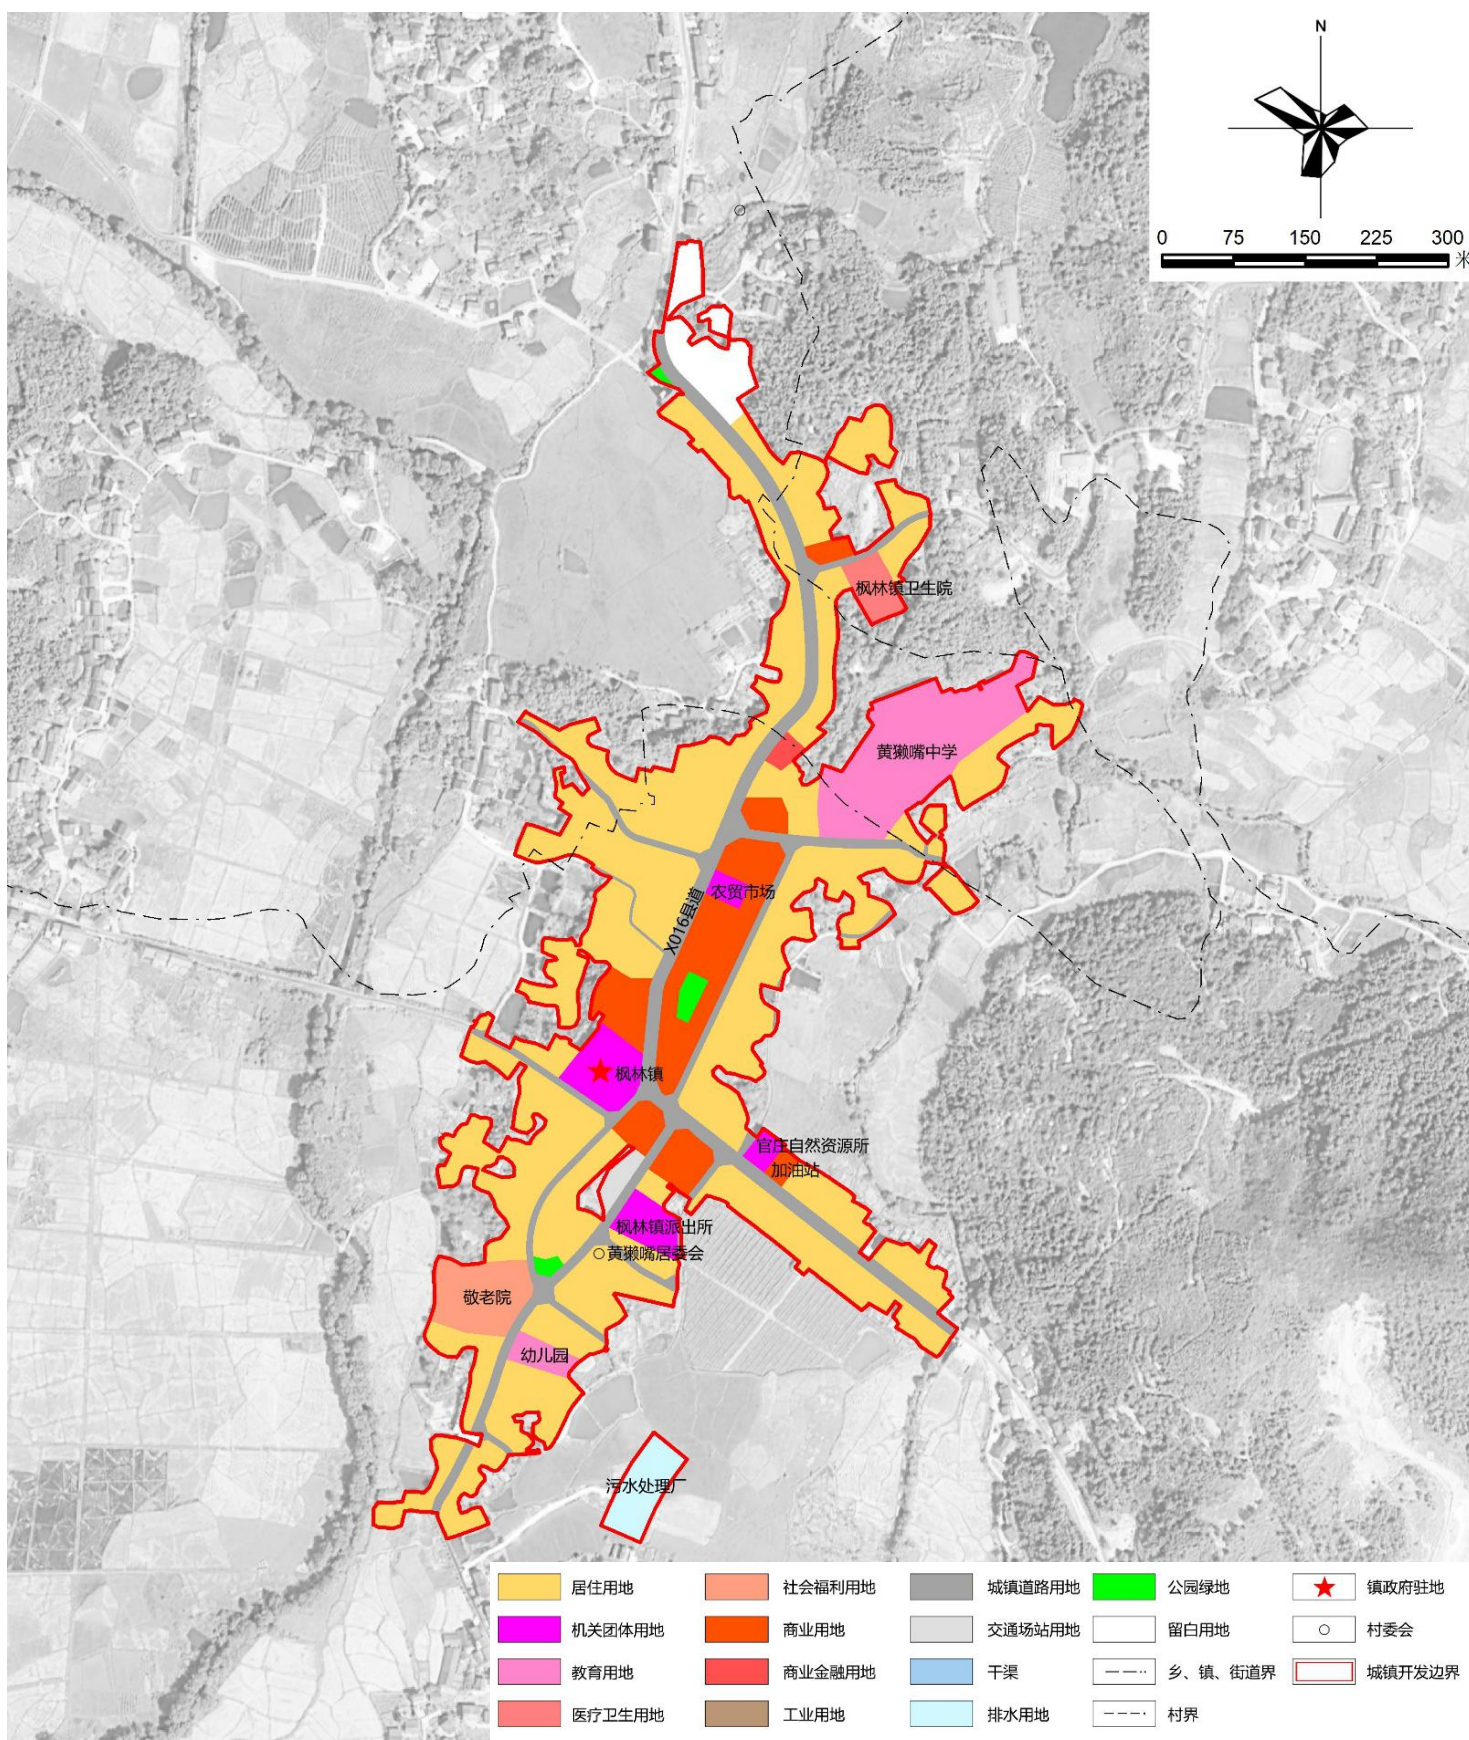 N
0 75 150 225 300 米
枫林镇卫生院
黄獭嘴中学
农贸市场
X016县道
枫林镇
官庄自然资源所
加油站
枫林镇派出所
黄獭嘴居委会
敬老院
幼儿园
污水处理厂
居住用地 社会福利用地 城镇道路用地 公园绿地 镇政府驻地
机关团体用地 商业用地 交通场站用地 留白用地 村委会
教育用地 商业金融用地 干渠 乡、镇、街道界 城镇开发边界
医疗卫生用地 工业用地 排水用地 村界